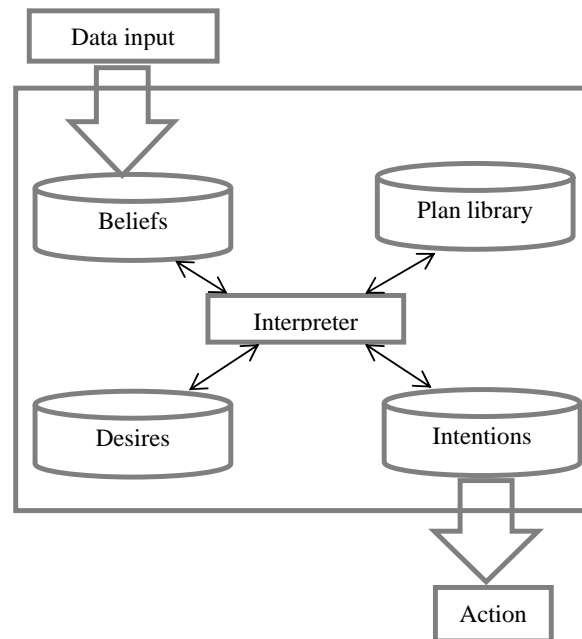 Data input
Beliefs
Plan library
Interpreter
Desires
Intentions
Action